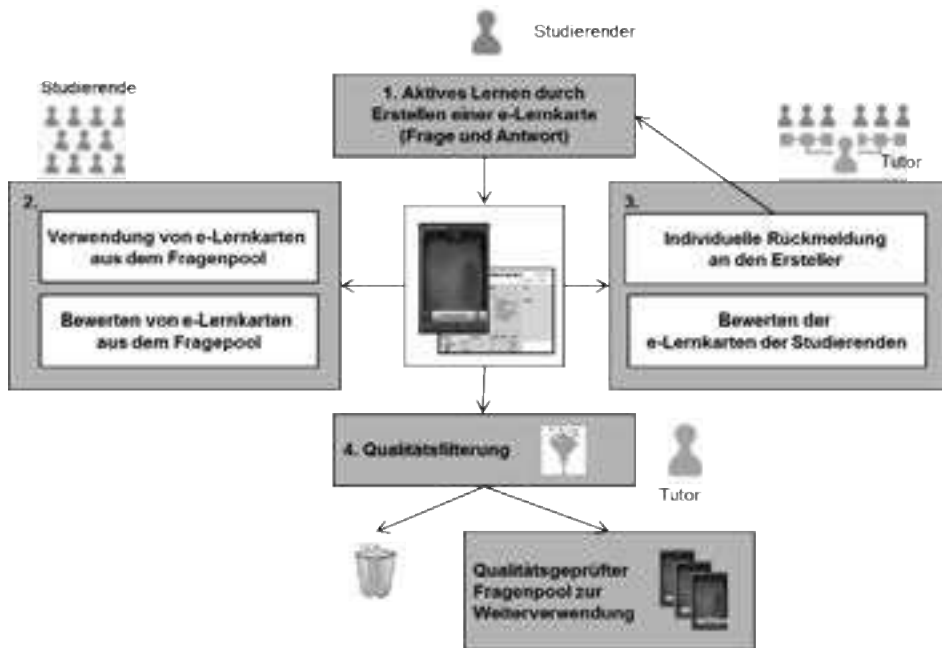 Studierender
1. Aktives Lernen durch
Erstellen einer e-Lernkarte
(Frage und Antwort)
Studierende
Tutor
2.
Verwendung von e-Lernkarten
aus dem Fragenpool
Bewerten von e-Lernkarten
aus dem Fragepool
3.
Individuelle Rückmeldung
an den Ersteller
Bewerten der
e-Lernkarten der Studierenden
4. Qualitätsfilterung
Tutor
Qualitätsgeprüfter
Fragenpool zur
Weiterverwendung